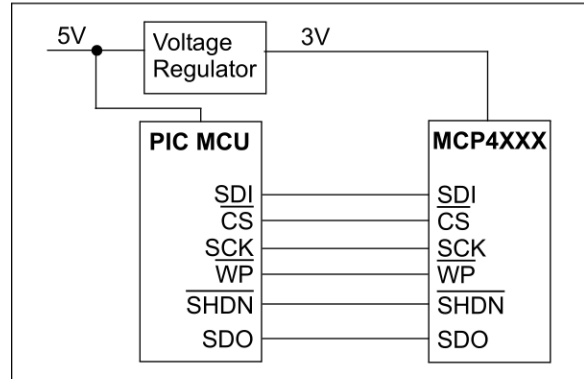 5V
Voltage
Regulator
3V
PIC MCU
SDI
CS
SCK
WP
SHDN
SDO
MCP4XXX
SDI
CS
SCK
WP
SHDN
SDO